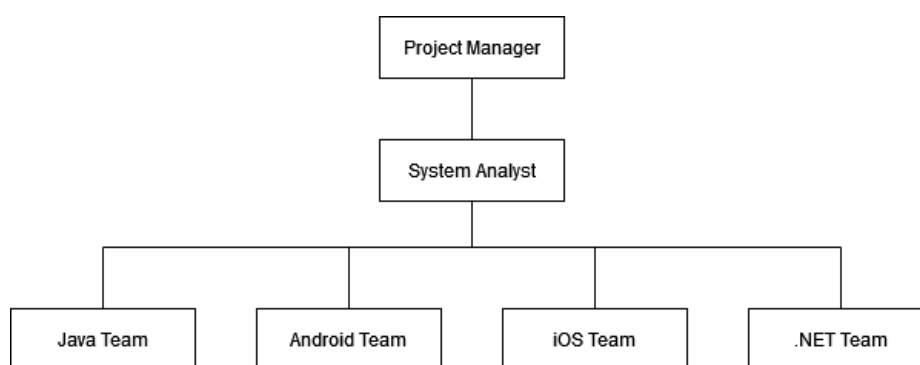 Project Manager
System Analyst
Java Team
Android Team
iOS Team
.NET Team